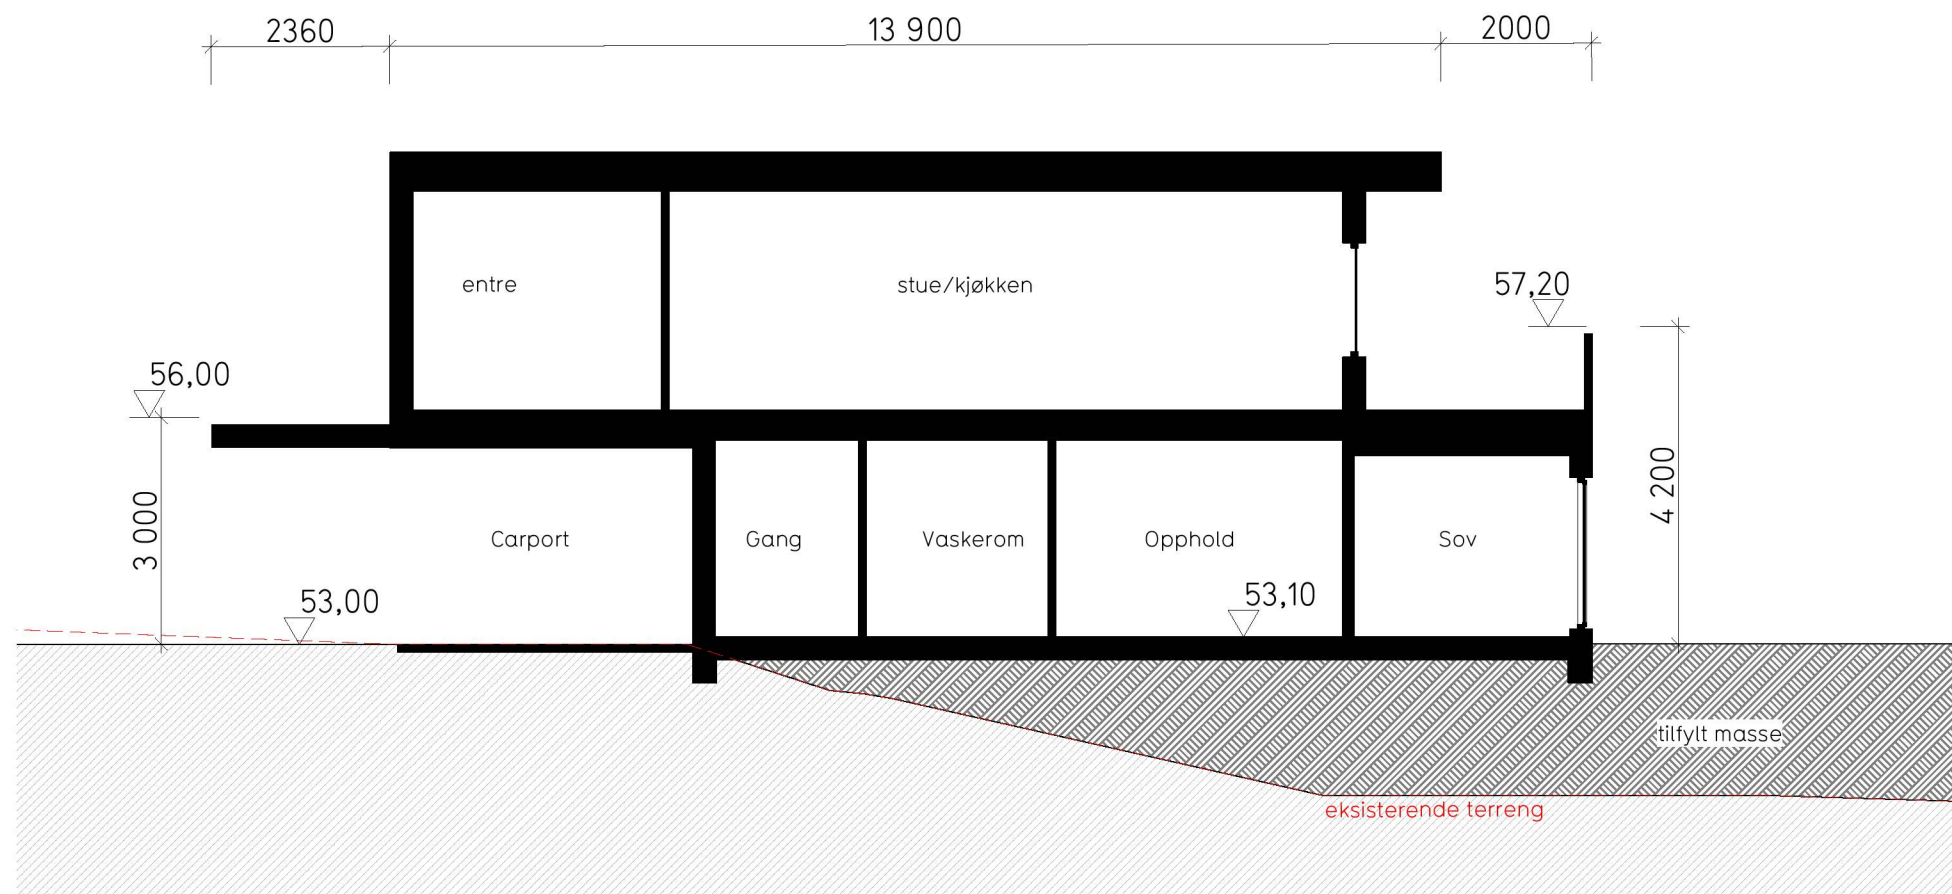 2360
13 900
2000
entre
stue/kjøkken
57,20
56,00
3 000
4 200
Carport
Gang
Vaskerom
Opphold
Sov
53,00
53,10
tilfylt masse
eksisterende terreng